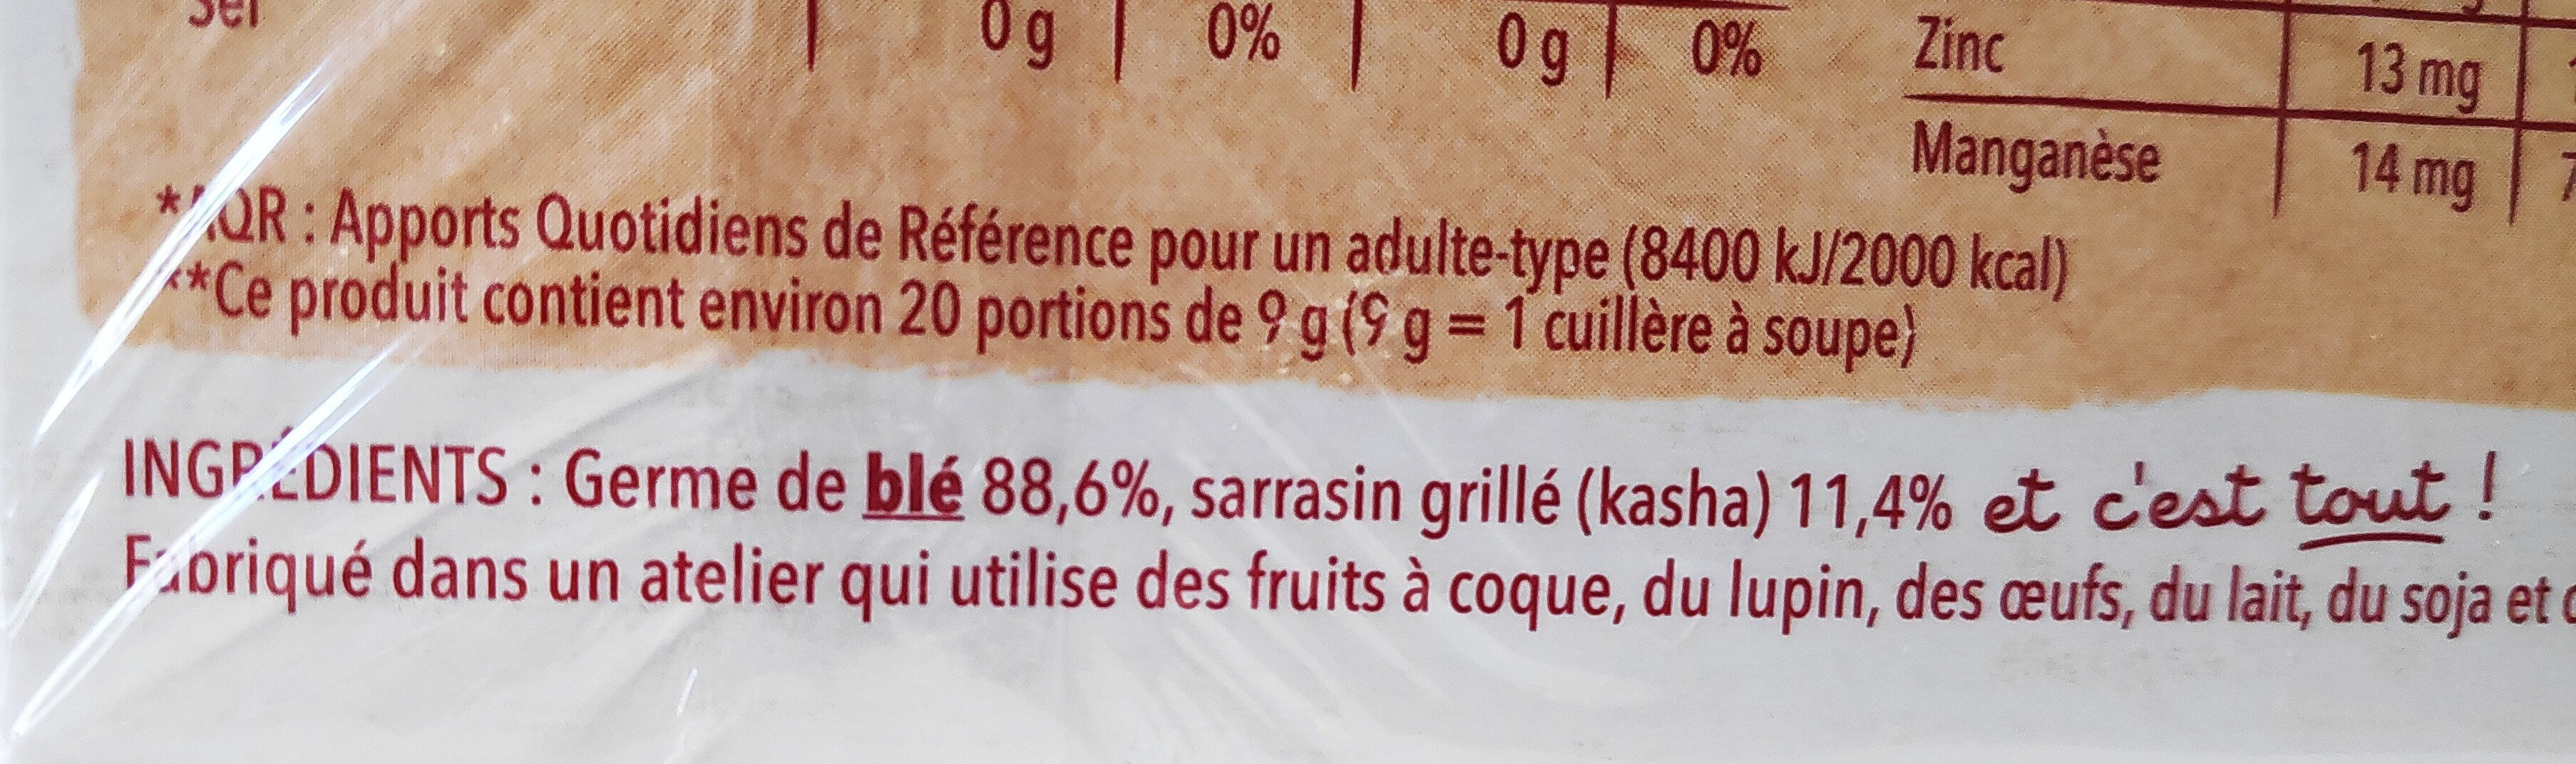 Sel 0 g 0% 0 g 0%
Zinc 13 mg
Manganèse 14 mg
*AQR : Apports Quotidiens de Référence pour un adulte-type (8400 kJ/2000 kcal)
**Ce produit contient environ 20 portions de 9 g (9 g = 1 cuillère à soupe)
INGRÉDIENTS : Germe de blé 88,6%, sarrasin grillé (kasha) 11,4% et c'est tout !
Fabriqué dans un atelier qui utilise des fruits à coque, du lupin, des œufs, du lait, du soja et